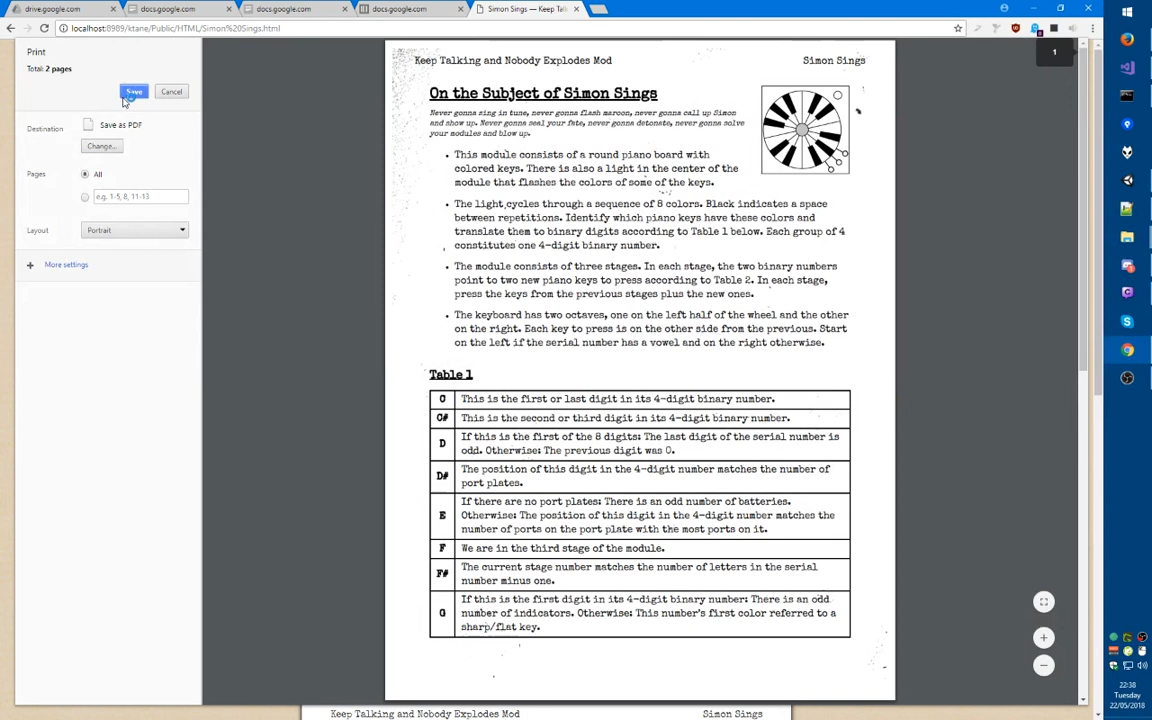 drive.google.com
docs.google.com
docs.google.com
docs.google.com
Simon Sings — Keep Talk
localhost:8989/ktane/Public/HTML/Simon%20Sings.html
Print
Total: 2 pages
Save
Cancel
Destination
Save as PDF
Change...
Pages
All
e.g. 1-5, 8, 11-13
Layout
Portrait
+ More settings
1
Keep Talking and Nobody Explodes Mod
Simon Sings
On the Subject of Simon Sings
Never gonna sing in tune, never gonna flash maroon, never gonna call up Simon
and show up. Never gonna seal your fate, never gonna detonate, never gonna solve
your modules and blow up.
• This module consists of a round piano board with
colored keys. There is also a light in the center of the
module that flashes the colors of some of the keys.
• The light cycles through a sequence of 8 colors. Black indicates a space
between repetitions. Identify which piano keys have these colors and
translate them to binary digits according to Table 1 below. Each group of 4
constitutes one 4-digit binary number.
• The module consists of three stages. In each stage, the two binary numbers
point to two new piano keys to press according to Table 2. In each stage,
press the keys from the previous stages plus the new ones.
• The keyboard has two octaves, one on the left half of the wheel and the other
on the right. Each key to press is on the other side from the previous. Start
on the left if the serial number has a vowel and on the right otherwise.
Table 1
C This is the first or last digit in its 4-digit binary number.
C# This is the second or third digit in its 4-digit binary number.
D If this is the first of the 8 digits: The last digit of the serial number is
odd. Otherwise: The previous digit was 0.
D# The position of this digit in the 4-digit number matches the number of
port plates.
E If there are no port plates: There is an odd number of batteries.
Otherwise: The position of this digit in the 4-digit number matches the
number of ports on the port plate with the most ports on it.
F We are in the third stage of the module.
F# The current stage number matches the number of letters in the serial
number minus one.
G If this is the first digit in its 4-digit binary number: There is an odd
number of indicators. Otherwise: This number's first color referred to a
sharp/flat key.
Keep Talking and Nobody Explodes Mod
Simon Sings
22:38
Tuesday
22/05/2018